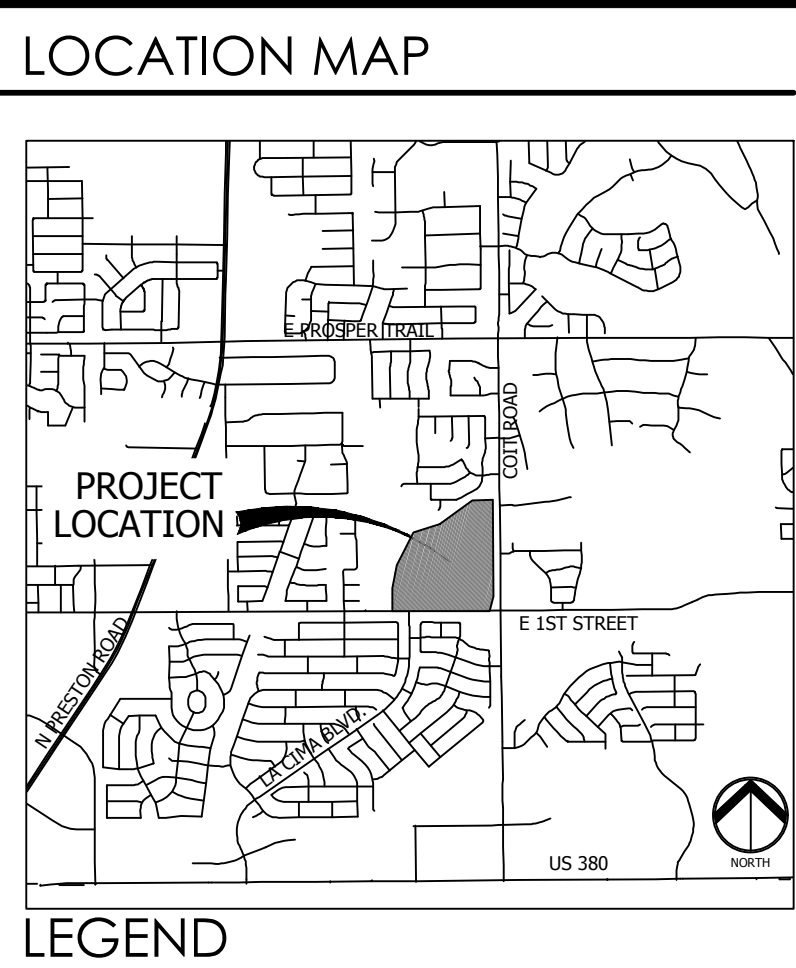 LOCATION MAP
E PROSPER TRAIL
COIT ROAD
PROJECT
LOCATION
E 1ST STREET
N PRESTON ROAD
LA CIMA BLVD.
US 380
NORTH
LEGEND